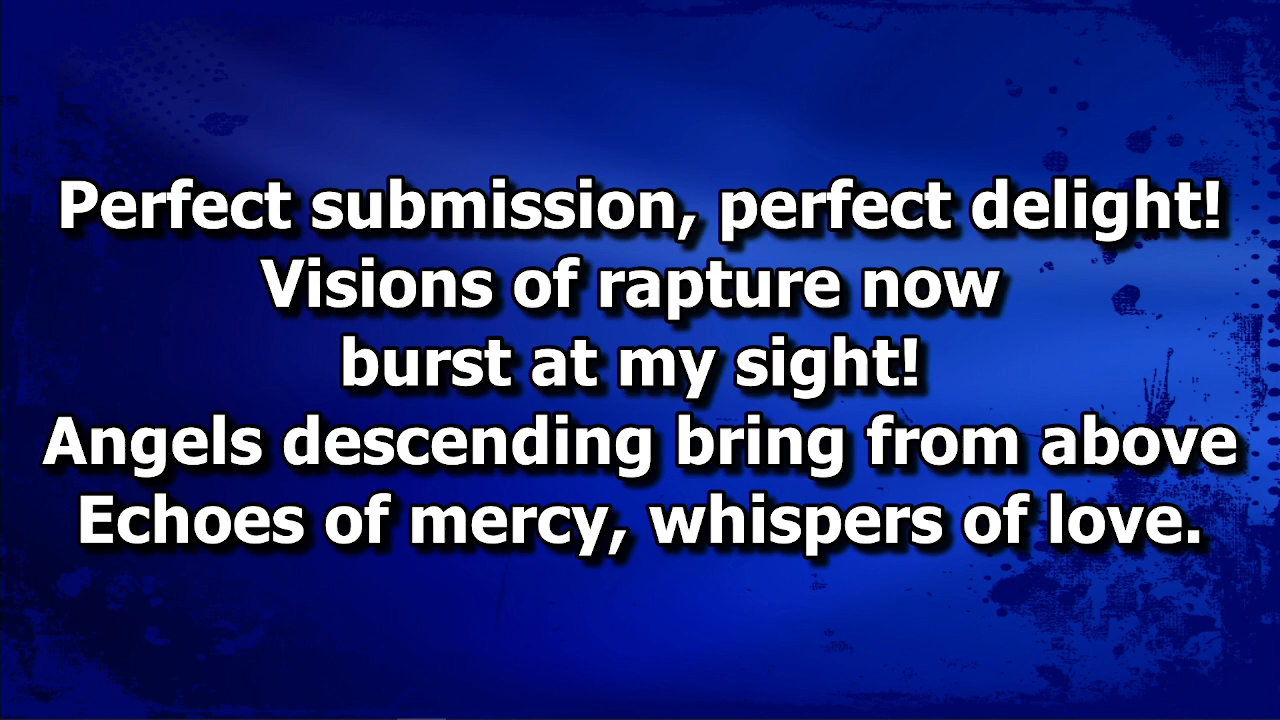 Perfect submission, perfect delight!
Visions of rapture now
burst at my sight!
Angels descending bring from above
Echoes of mercy, whispers of love.